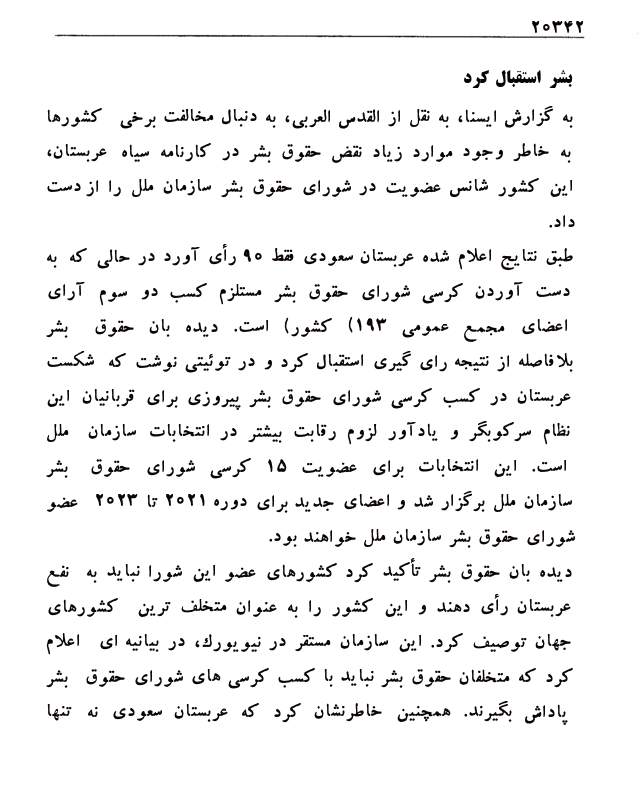 ۲۰۳۴۲
بشر استقبال کرد
به گزارش ایسنا، به نقل از القدس العربی، به دنبال مخالفت برخی کشورها
به خاطر وجود موارد زیاد نقض حقوق بشر در کارنامه سیاه عربستان،
این کشور شانس عضویت در شورای حقوق بشر سازمان ملل را از دست
داد.
طبق نتایج اعلام شده عربستان سعودی فقط ۹۰ رأی آورد در حالی که به
دست آوردن کرسی شورای حقوق بشر مستلزم کسب دو سوم آرای
اعضای مجمع عمومی ۱۹۳) کشور) است. دیده بان حقوق بشر
بلافاصله از نتیجه رای گیری استقبال کرد و در توئیتی نوشت که شکست
عربستان در کسب کرسی شورای حقوق بشر پیروزی برای قربانیان این
نظام سرکوبگر و یادآور لزوم رقابت بیشتر در انتخابات سازمان ملل
است. این انتخابات برای عضویت ۱۵ کرسی شورای حقوق بشر
سازمان ملل برگزار شد و اعضای جدید برای دوره ۲۰۲۱ تا ۲۰۲۳ عضو
شورای حقوق بشر سازمان ملل خواهند بود.
دیده بان حقوق بشر تأکید کرد کشورهای عضو این شورا نباید به نفع
عربستان رأی دهند و این کشور را به عنوان متخلف ترین کشورهای
جهان توصیف کرد. این سازمان مستقر در نیویورك، در بیانیه ای اعلام
کرد که متخلفان حقوق بشر نباید با کسب کرسی های شورای حقوق بشر
پاداش بگیرند. همچنین خاطرنشان کرد که عربستان سعودی نه تنها